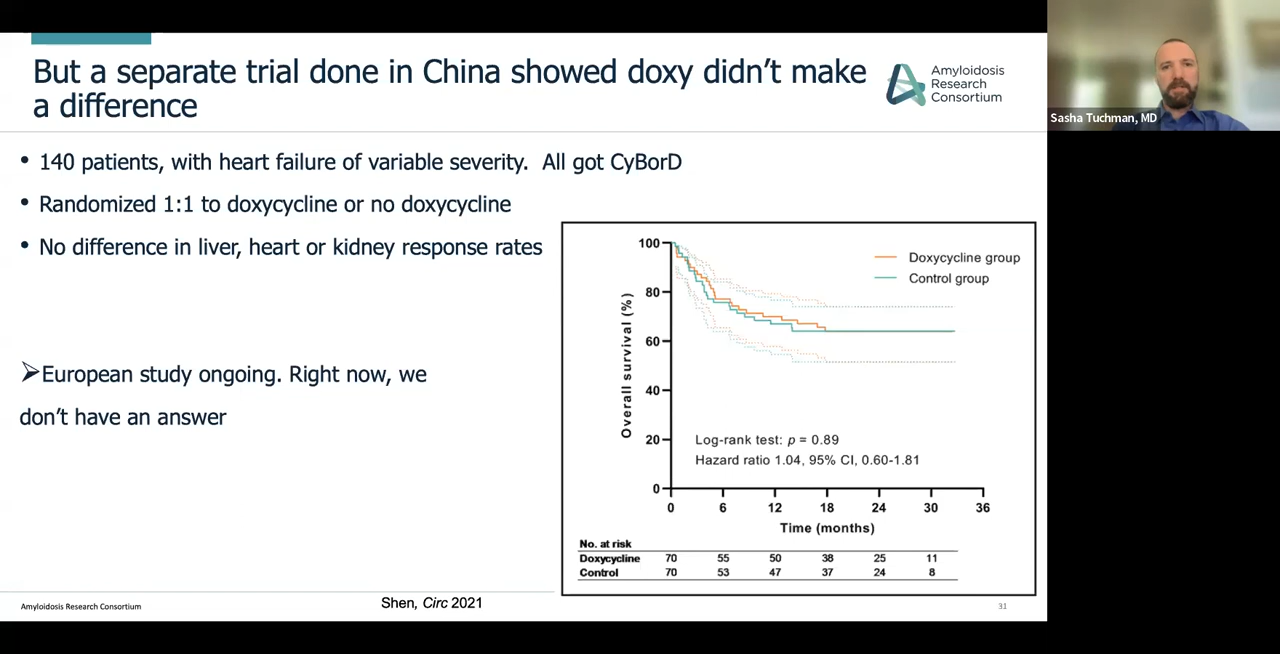 But a separate trial done in China showed doxy didn’t make
a difference
Amyloidosis
Research
Consortium
Sasha Tuchman, MD
• 140 patients, with heart failure of variable severity.  All got CyBorD
• Randomized 1:1 to doxycycline or no doxycycline
• No difference in liver, heart or kidney response rates
➢European study ongoing. Right now, we
don’t have an answer
Doxycycline group
Control group
Overall survival (%)
100
80
60
40
20
0
Log-rank test: p = 0.89
Hazard ratio 1.04, 95% CI, 0.60-1.81
0 6 12 18 24 30 36
Time (months)
No. at risk
Doxycycline 70 55 50 38 25 11
Control 70 53 47 37 24 8
Amyloidosis Research Consortium
Shen, Circ 2021
31